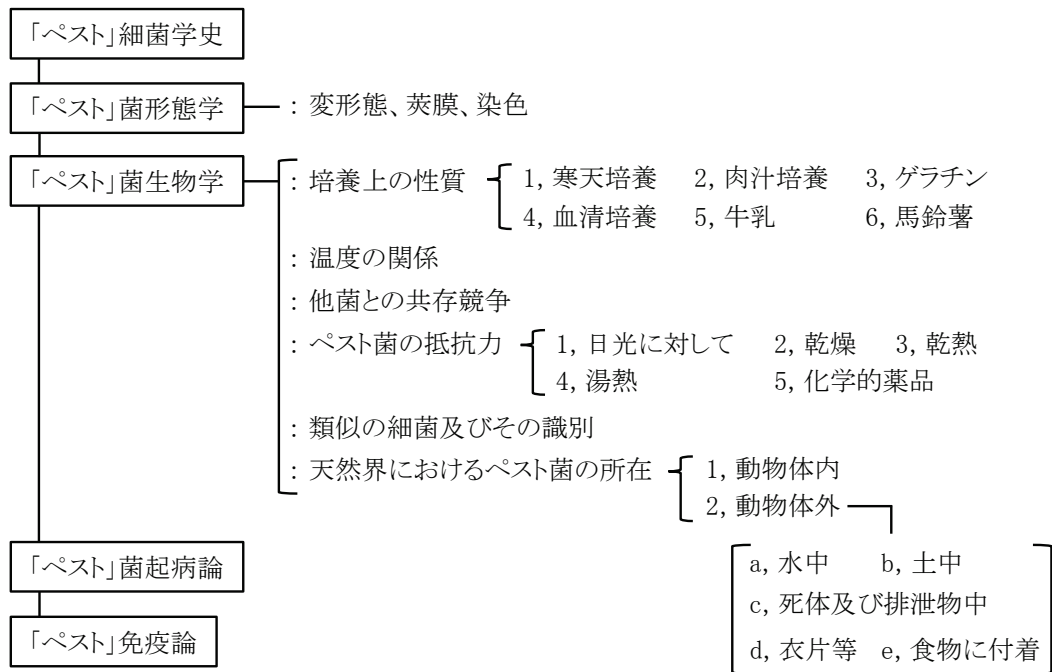 「ペスト」細菌学史
「ペスト」菌形態学 : 変形態、莢膜、染色
「ペスト」菌生物学 : 培養上の性質 1, 寒天培養 2, 肉汁培養 3, ゲラチン
4, 血清培養 5, 牛乳 6, 馬鈴薯
: 温度の関係
: 他菌との共存競争
: ペスト菌の抵抗力 1, 日光に対して 2, 乾燥 3, 乾熱
4, 湯熱 5, 化学的薬品
: 類似の細菌及びその識別
: 天然界におけるペスト菌の所在 1, 動物体内
2, 動物体外
a, 水中 b, 土中
c, 死体及び排泄物中
d, 衣片等 e, 食物に付着
「ペスト」菌起病論
「ペスト」免疫論